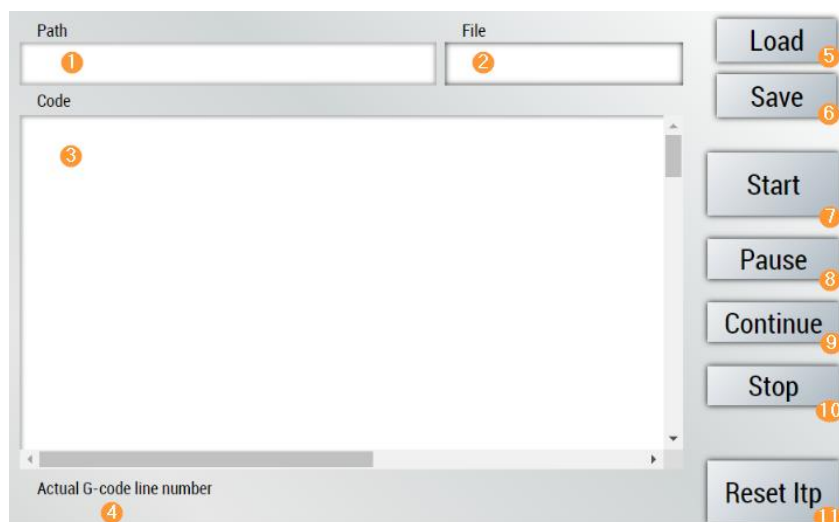 Path
File
1
2
Load
5
Save
6
Code
3
Start
7
Pause
8
Continue
9
Stop
10
Actual G-code line number
4
Reset Itp
11